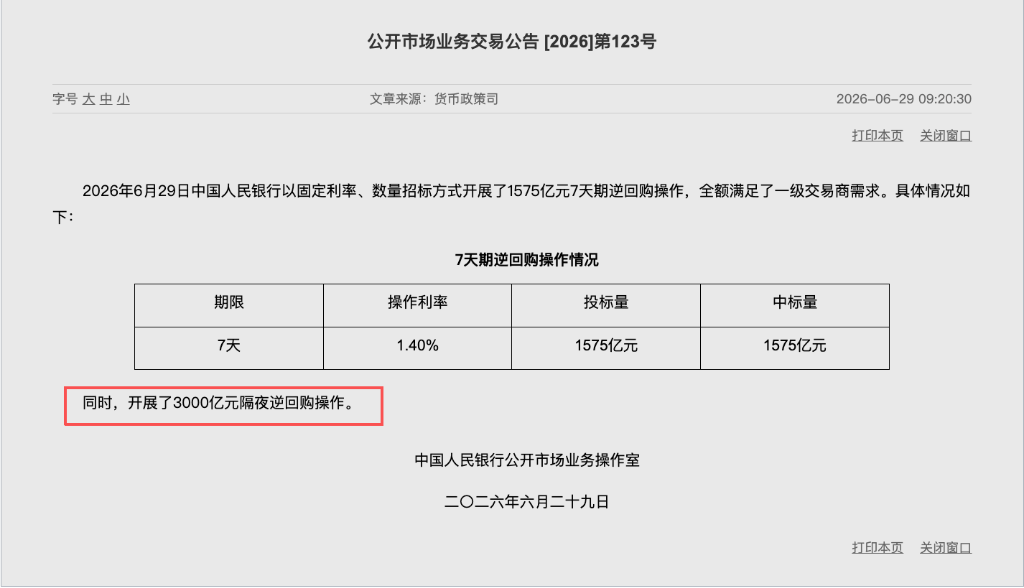 公开市场业务交易公告 [2026]第123号
字号 大 中 小 文章来源：货币政策司 2026-06-29 09:20:30
打印本页 关闭窗口
2026年6月29日中国人民银行以固定利率、数量招标方式开展了1575亿元7天期逆回购操作，全额满足了一级交易商需求。具体情况如
下：
7天期逆回购操作情况
期限 操作利率 投标量 中标量
7天 1.40% 1575亿元 1575亿元
同时，开展了3000亿元隔夜逆回购操作。
中国人民银行公开市场业务操作室
二〇二六年六月二十九日
打印本页 关闭窗口